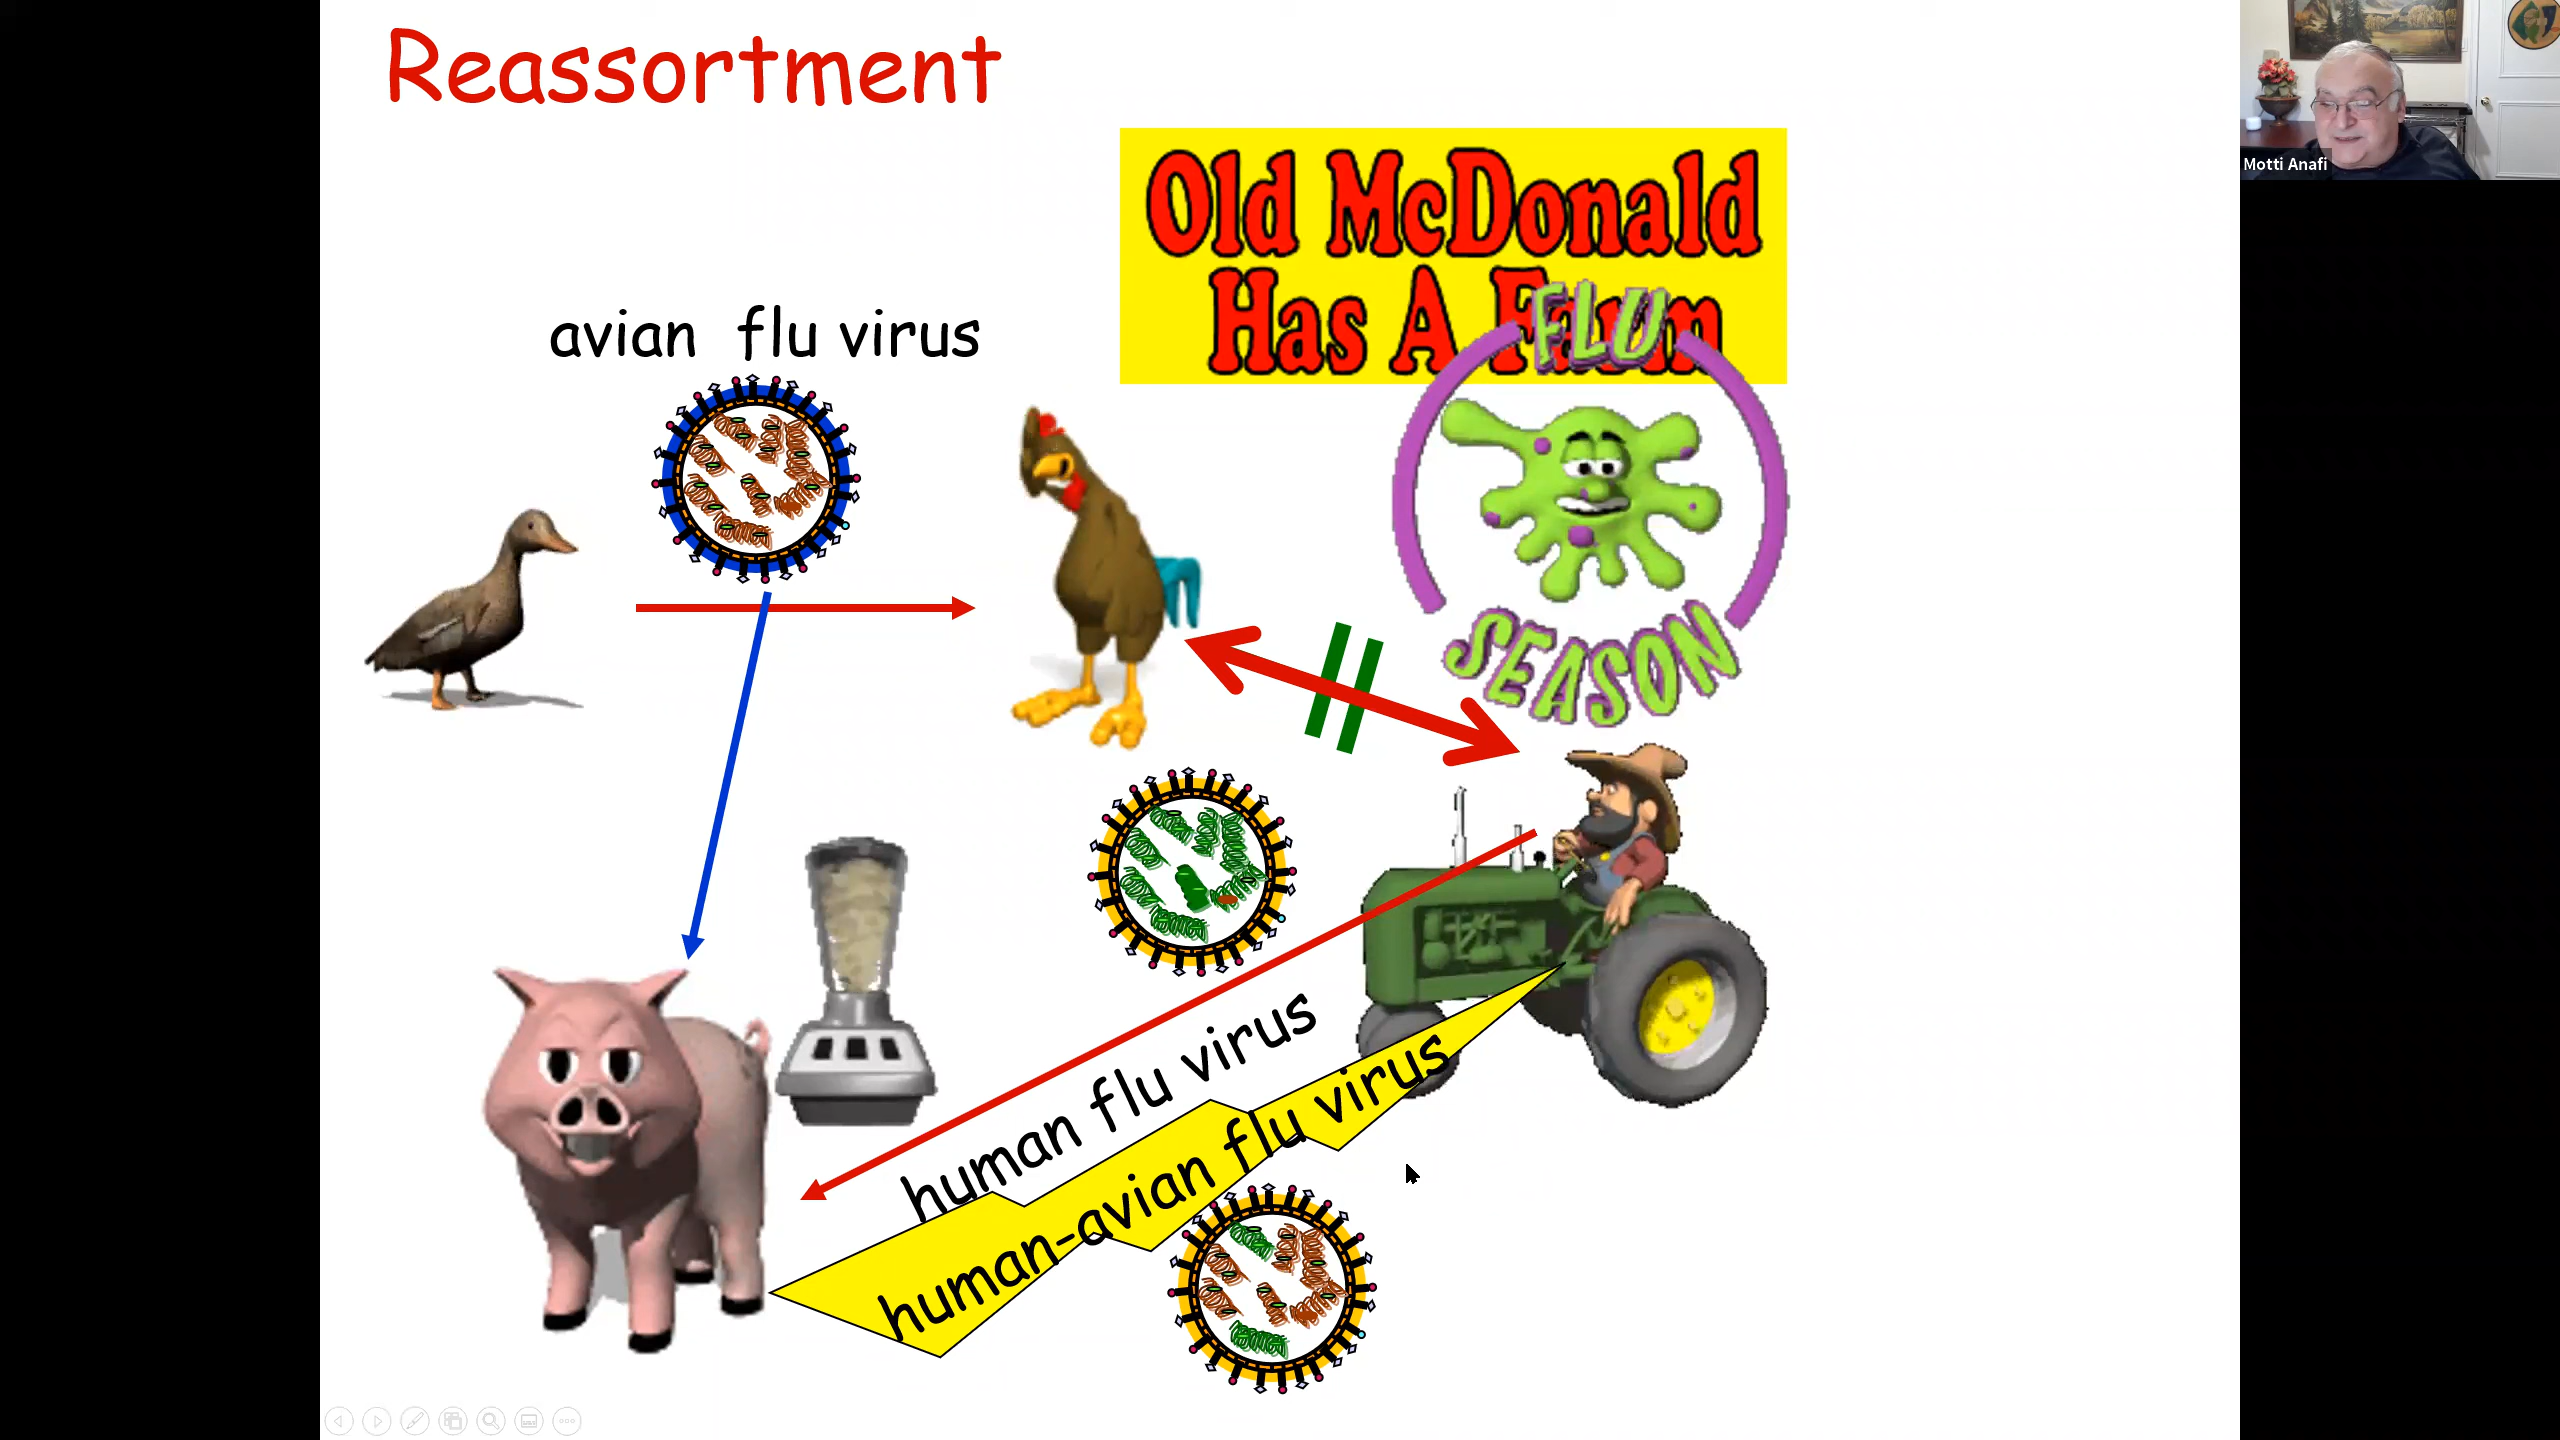 Reassortment
Old McDonald
Has A Farm
FLU
SEASON
avian flu virus
human flu virus
human-avian flu virus
Motti Anafi